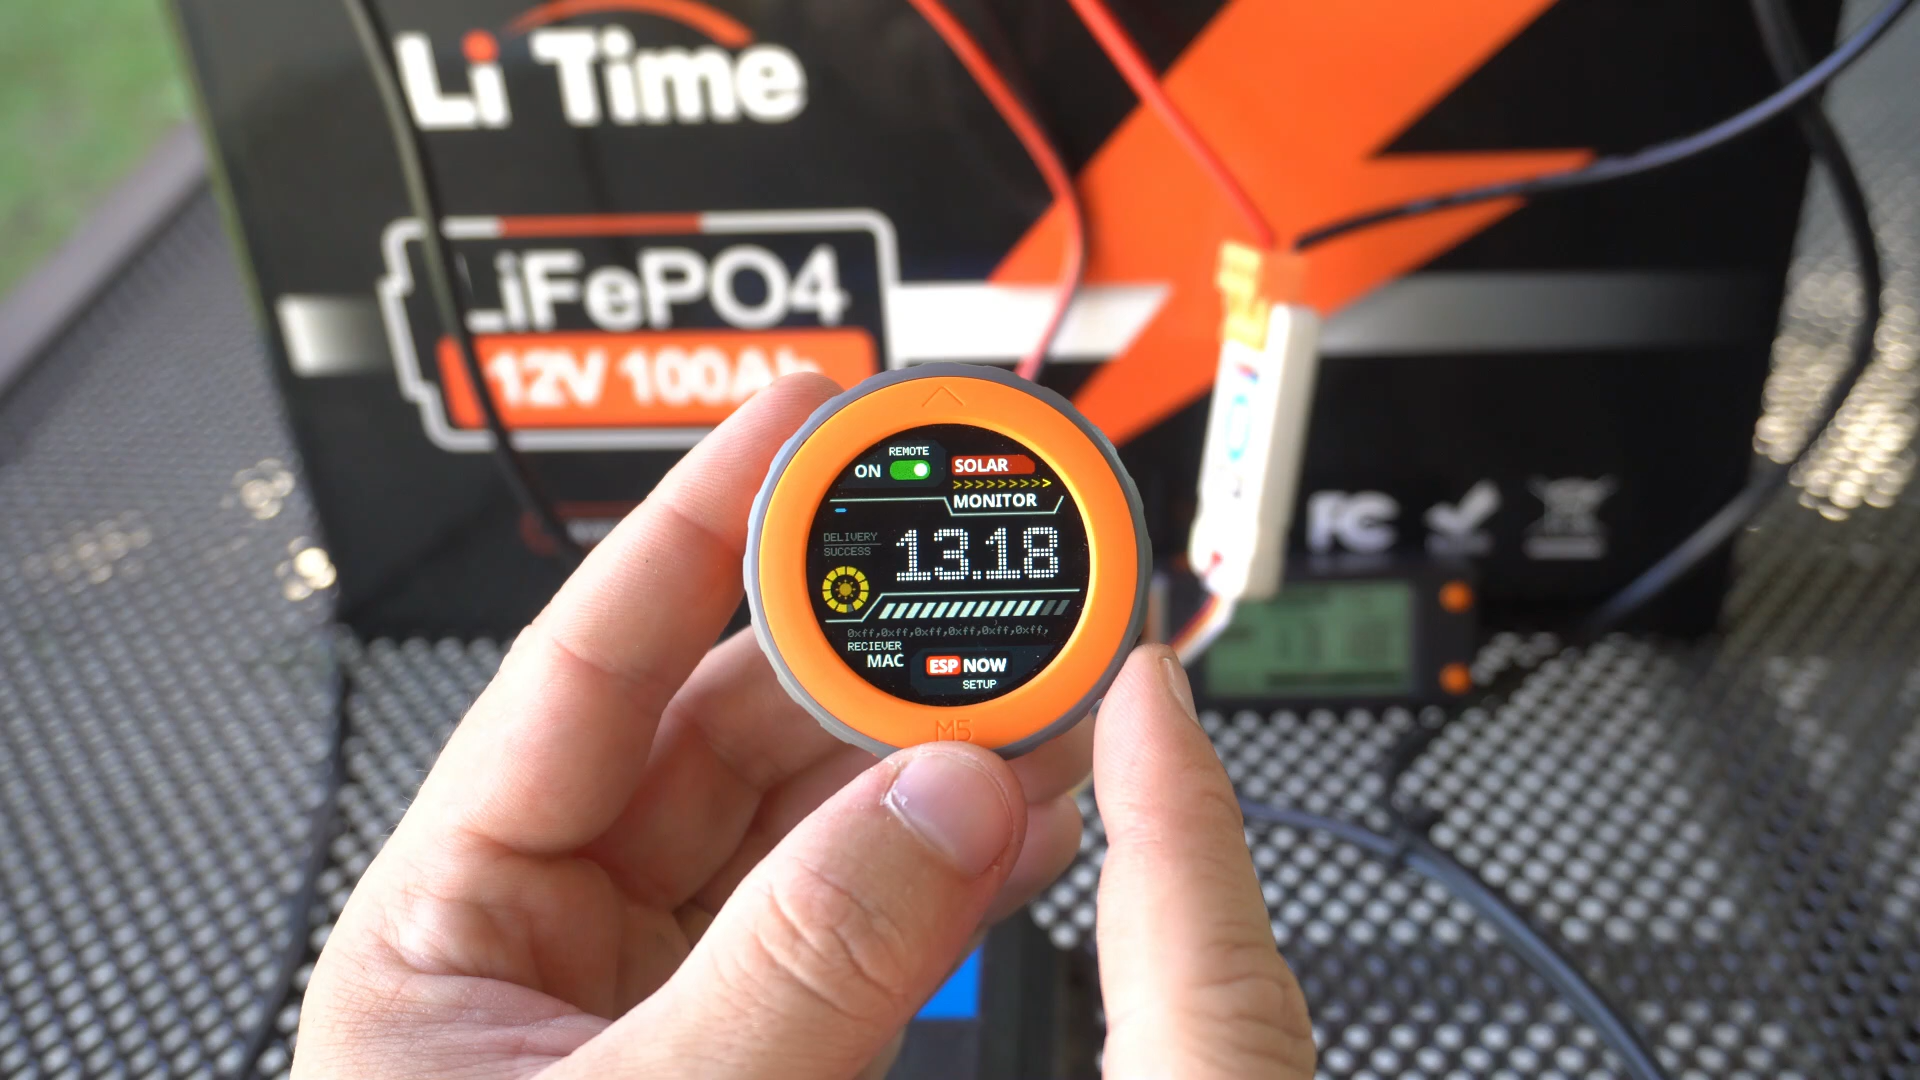 Li Time
LiFePO4
12V 100Ah
FC
REMOTE
ON
SOLAR
>>>>>>>>>
MONITOR
DELIVERY
SUCCESS
13.18
0xff,0xff,0xff,0xff,0xff,0xff,
RECIEVER
MAC
ESP NOW
SETUP
M5